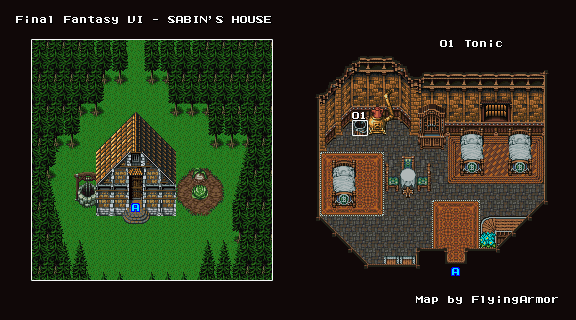 Final Fantasy VI - SABIN'S HOUSE
01 Tonic
01
A
A
Map by FlyingArmor